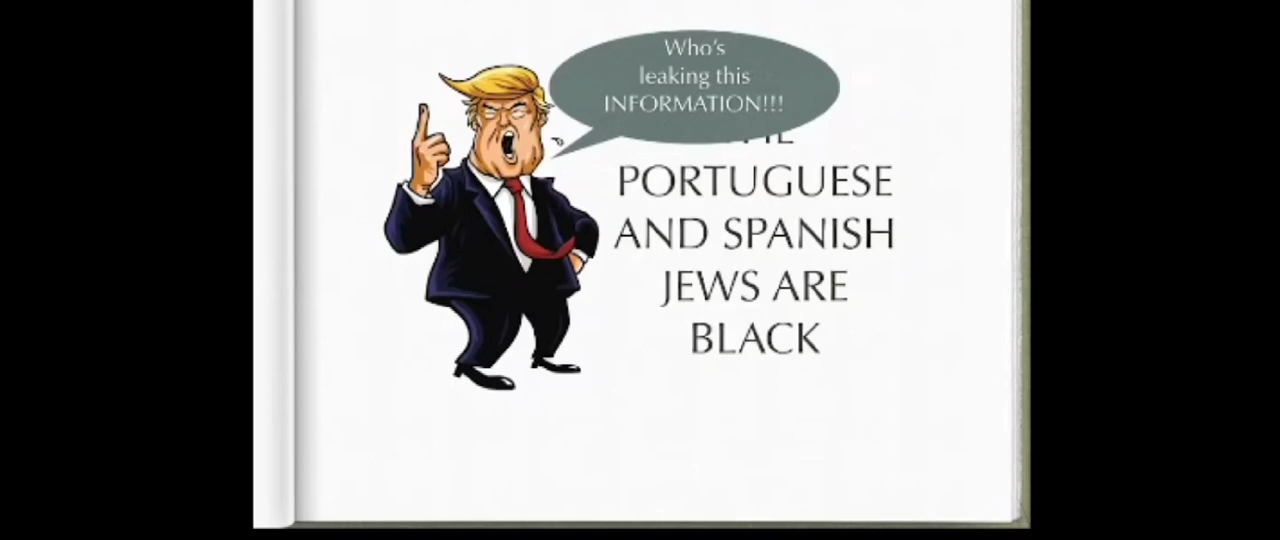 Who's
leaking this
INFORMATION!!!
PORTUGUESE
AND SPANISH
JEWS ARE
BLACK